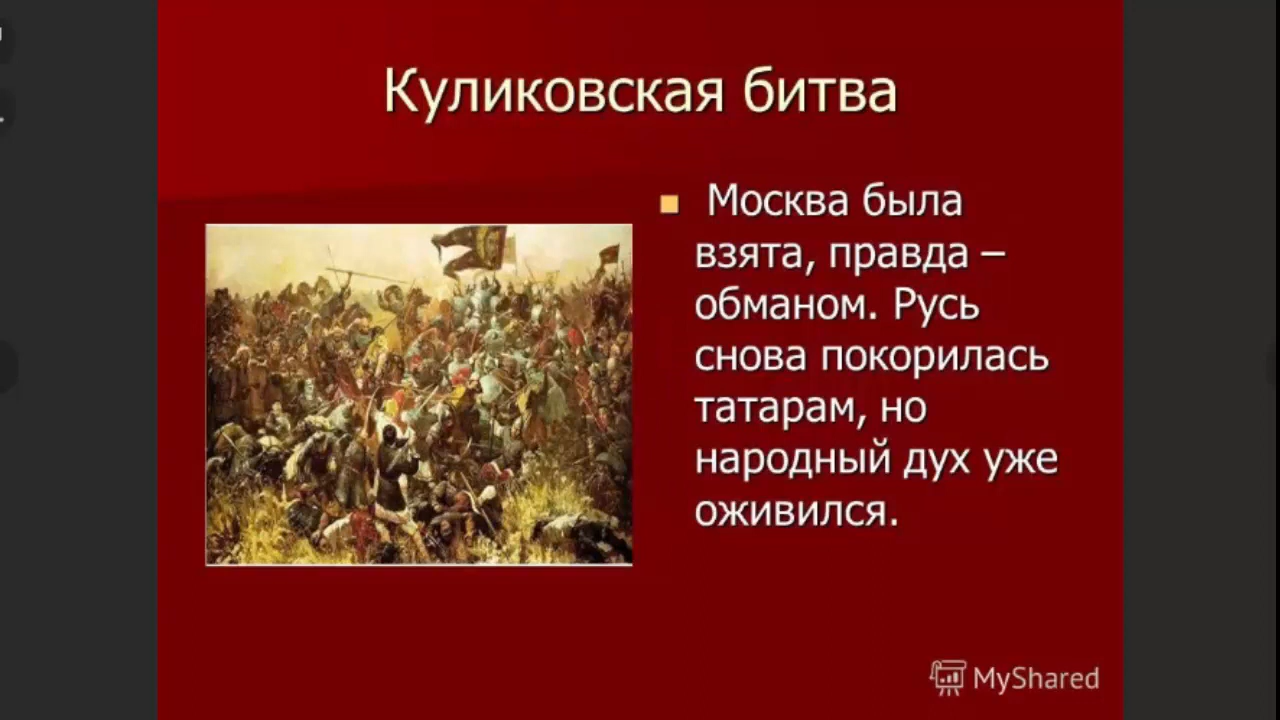 Куликовская битва
Москва была
взята, правда –
обманом. Русь
снова покорилась
татарам, но
народный дух уже
оживился.
MyShared